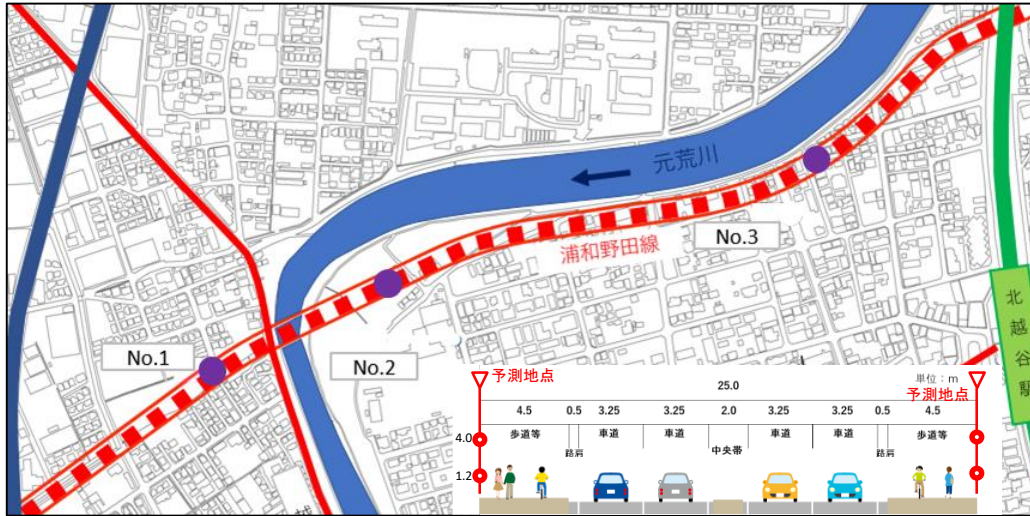 元荒川
No.3
浦和野田線
No.1
No.2
北越谷駅
予測地点
単位：m
予測地点
25.0
4.5 0.5 3.25 3.25 2.0 3.25 3.25 0.5 4.5
歩道等 路肩 車道 車道 中央帯 車道 車道 路肩 歩道等
4.0
1.2